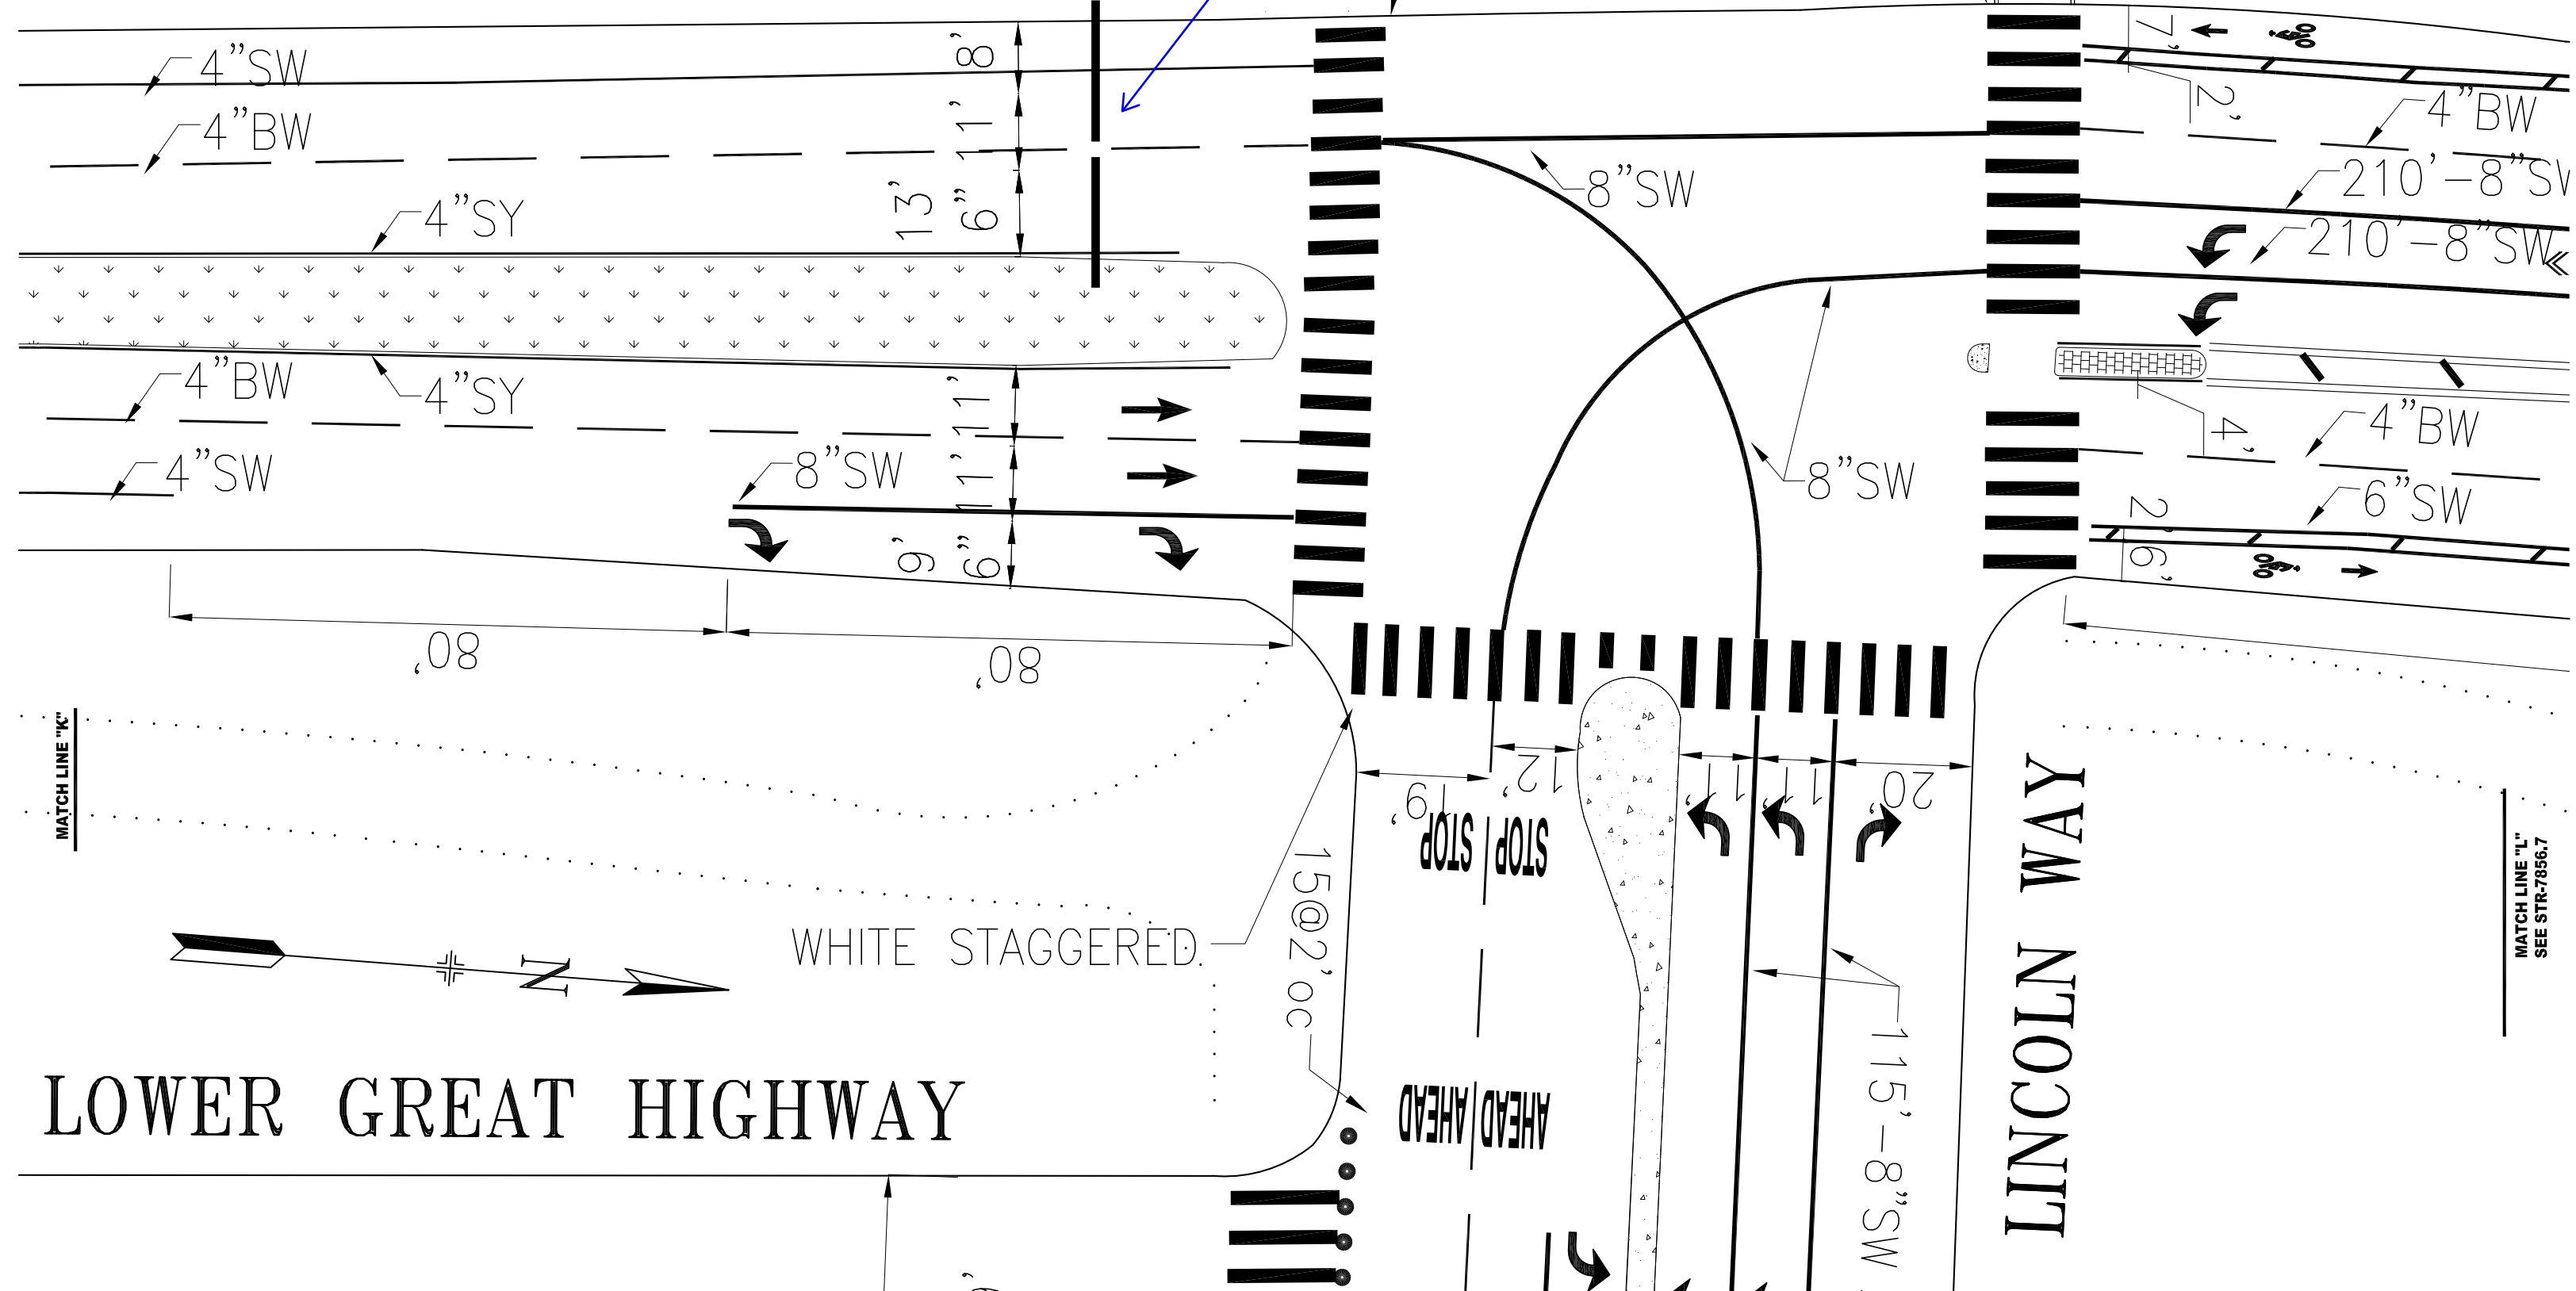 4"SW
4"BW
4"SY
8'
11'
13' 6"
4"BW
4"SY
4"SW
8"SW
11'
11'
9' 6"
80'
80'
8"SW
8"SW
7'
2'
4"BW
210'-8"SW
210'-8"SW
4'
4"BW
6"SW
2'
6'
MATCH LINE "K"
19'
12'
11'
11'
20'
STOP STOP
AHEAD AHEAD
WHITE STAGGERED
15@2'OC
N
115'-8"SW
LOWER GREAT HIGHWAY
LINCOLN WAY
MATCH LINE "L"
SEE STR-7856.7